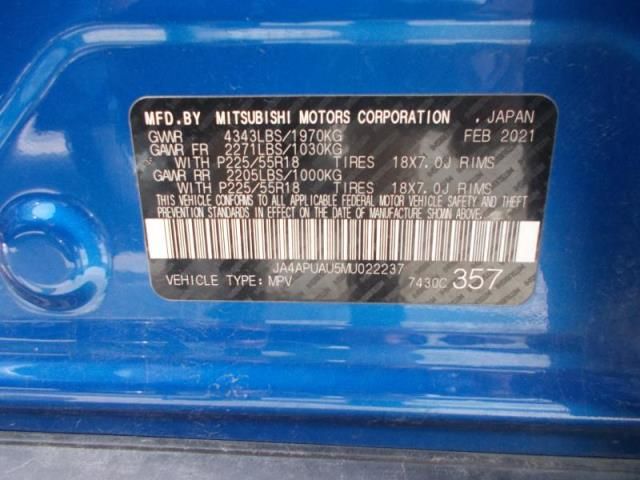 MFD.BY MITSUBISHI MOTORS CORPORATION , JAPAN
GVWR 4343LBS/1970KG FEB 2021
GAWR FR 2271LBS/1030KG
WITH P225/55R18 TIRES 18X7.0J RIMS
GAWR RR 2205LBS/1000KG
WITH P225/55R18 TIRES 18X7.0J RIMS
THIS VEHICLE CONFORMS TO ALL APPLICABLE FEDERAL MOTOR VEHICLE SAFETY AND THEFT
PREVENTION STANDARDS IN EFFECT ON THE DATE OF MANUFACTURE SHOWN ABOVE.
JA4APUAU5MU022237
VEHICLE TYPE: MPV 7430C 357